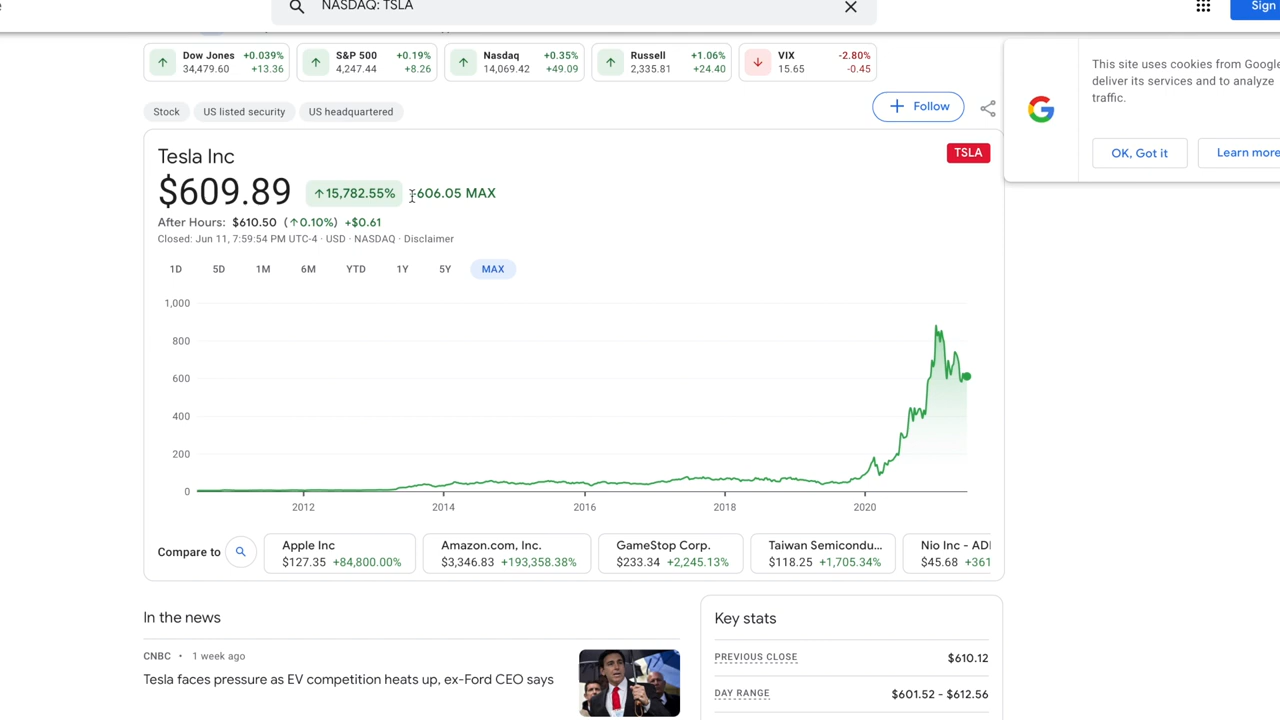 NASDAQ: TSLA
Sign
Dow Jones +0.039%
34,479.60 +13.36
S&P 500 +0.19%
4,247.44 +8.26
Nasdaq +0.35%
14,069.42 +49.09
Russell +1.06%
2,335.81 +24.40
VIX -2.80%
15.65 -0.45
This site uses cookies from Google
deliver its services and to analyze
traffic.
OK, Got it
Learn more
Stock
US listed security
US headquartered
+ Follow
Tesla Inc
TSLA
$609.89 ↑15,782.55% 606.05 MAX
After Hours: $610.50 (↑0.10%) +$0.61
Closed: Jun 11, 7:59:54 PM UTC-4 · USD · NASDAQ · Disclaimer
1D 5D 1M 6M YTD 1Y 5Y MAX
1,000
800
600
400
200
0
2012 2014 2016 2018 2020
Compare to
Apple Inc
$127.35 +84,800.00%
Amazon.com, Inc.
$3,346.83 +193,358.38%
GameStop Corp.
$233.34 +2,245.13%
Taiwan Semicondu...
$118.25 +1,705.34%
Nio Inc - ADI
$45.68 +361
In the news
CNBC • 1 week ago
Tesla faces pressure as EV competition heats up, ex-Ford CEO says
Key stats
PREVIOUS CLOSE $610.12
DAY RANGE $601.52 - $612.56